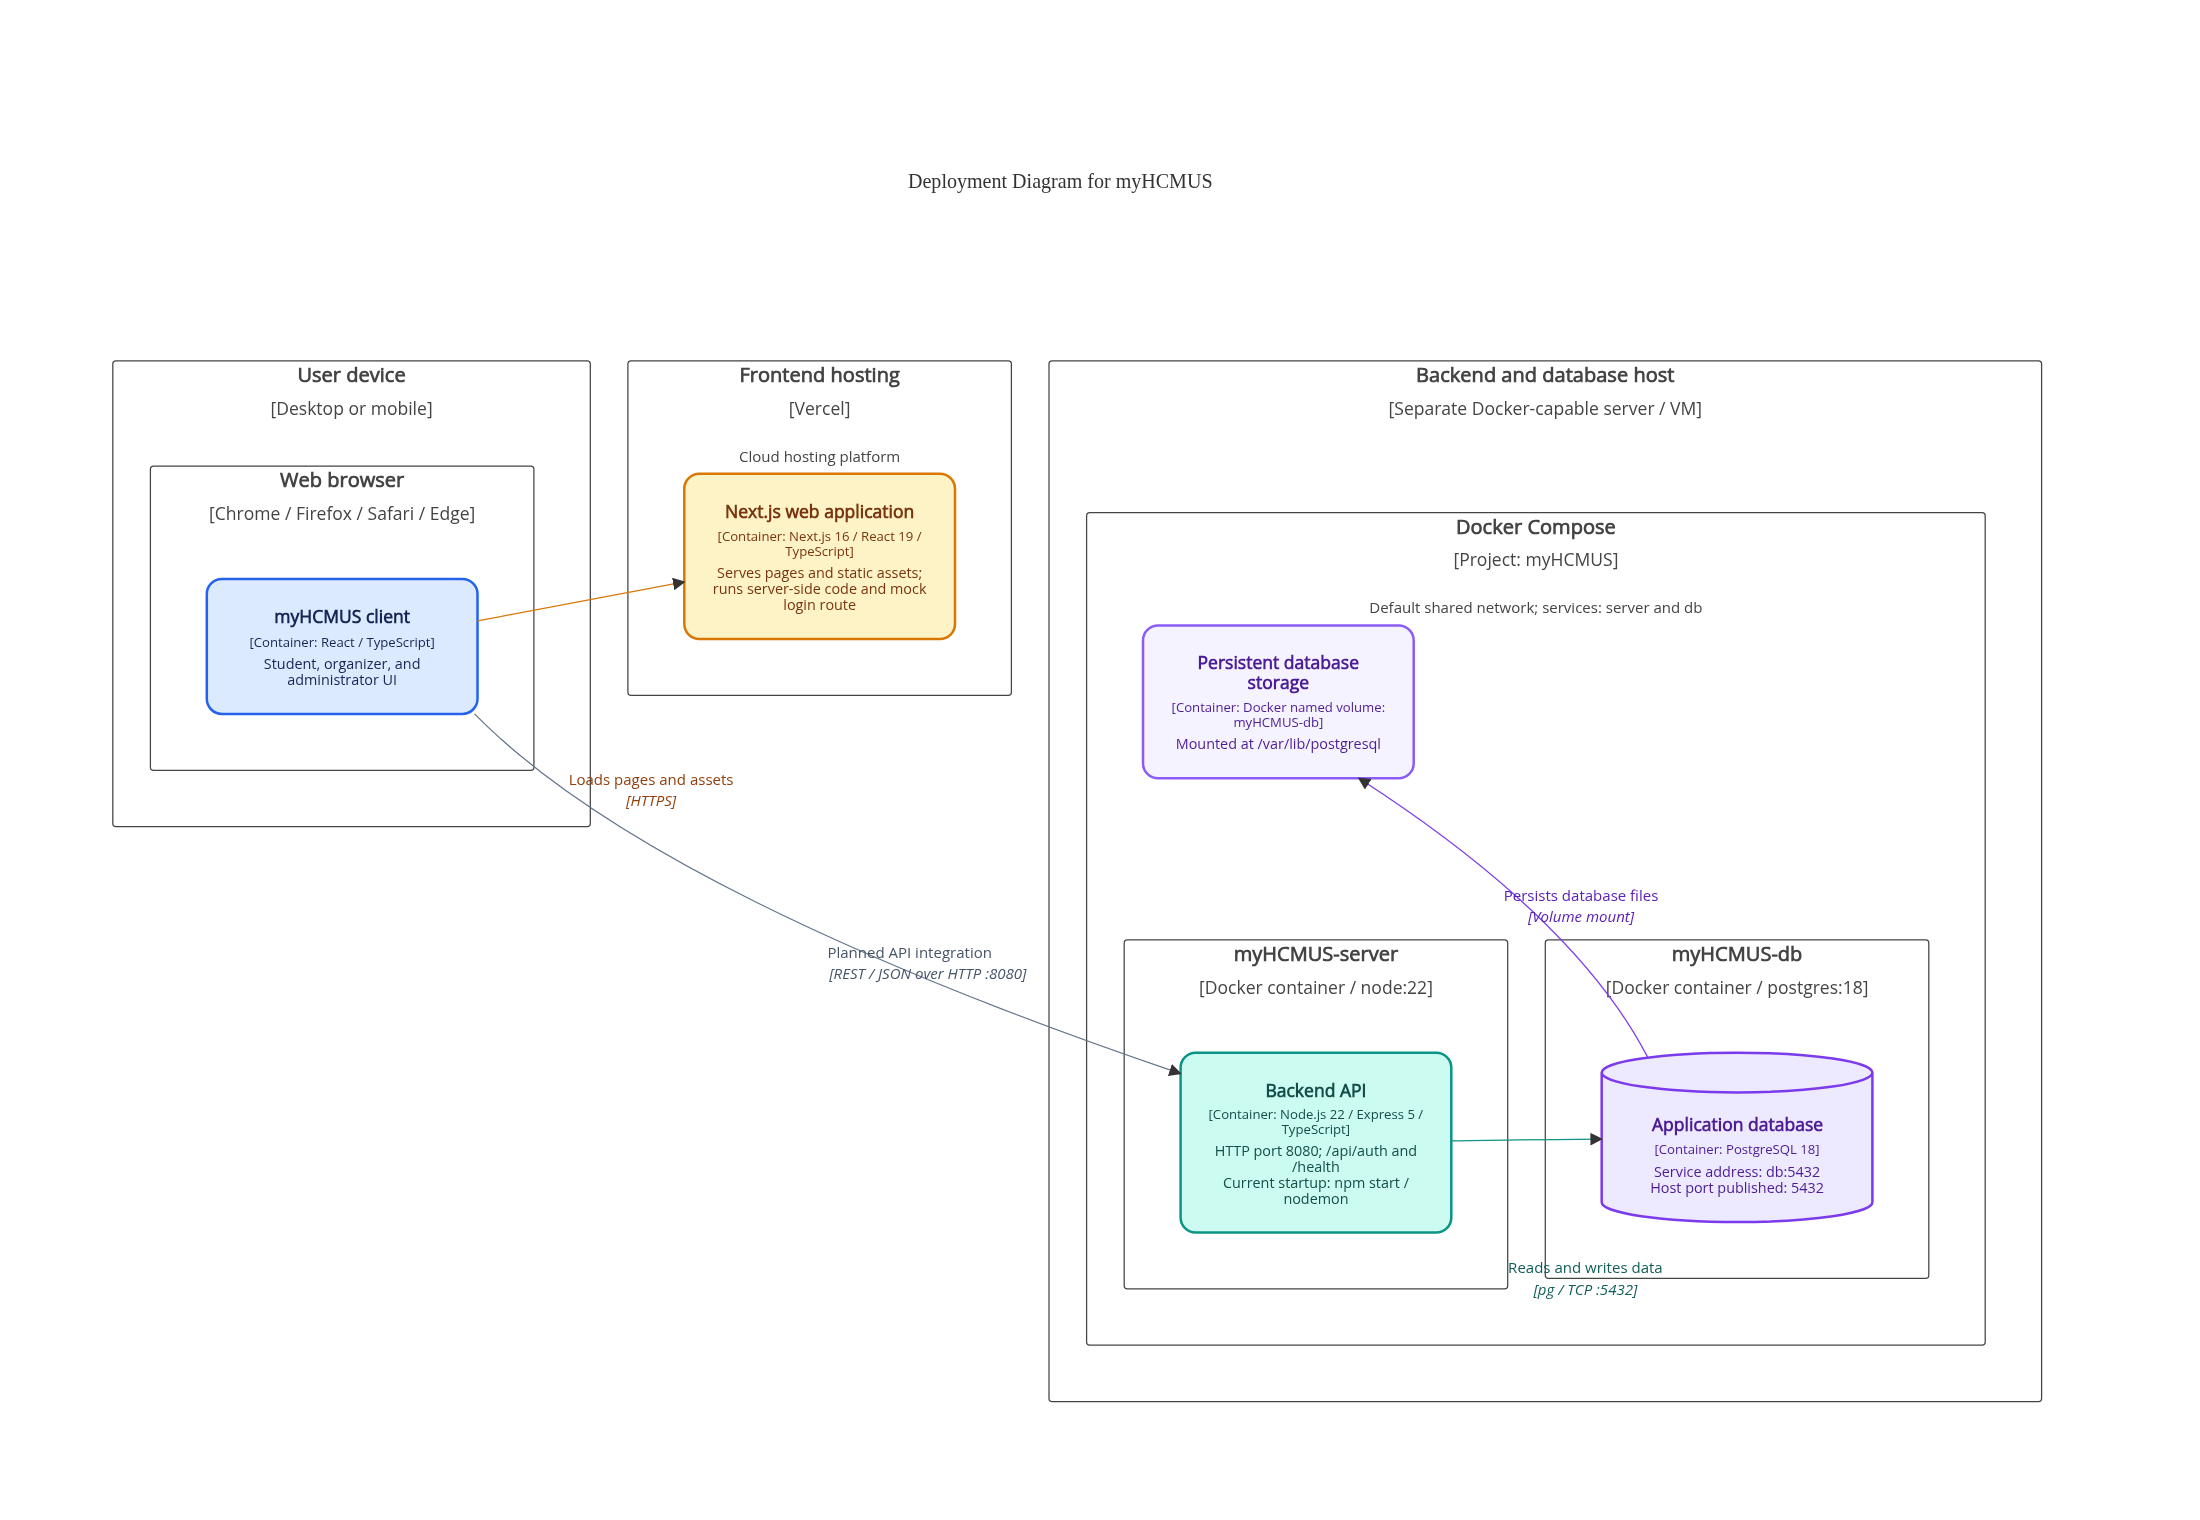 Deployment Diagram for myHCMUS
User device
[Desktop or mobile]
Web browser
[Chrome / Firefox / Safari / Edge]
myHCMUS client
[Container: React / TypeScript]
Student, organizer, and
administrator UI
Frontend hosting
[Vercel]
Cloud hosting platform
Next.js web application
[Container: Next.js 16 / React 19 /
TypeScript]
Serves pages and static assets;
runs server-side code and mock
login route
Loads pages and assets
[HTTPS]
Planned API integration
[REST / JSON over HTTP :8080]
Backend and database host
[Separate Docker-capable server / VM]
Docker Compose
[Project: myHCMUS]
Default shared network; services: server and db
Persistent database
storage
[Container: Docker named volume:
myHCMUS-db]
Mounted at /var/lib/postgresql
Persists database files
[Volume mount]
myHCMUS-server
[Docker container / node:22]
Backend API
[Container: Node.js 22 / Express 5 /
TypeScript]
HTTP port 8080; /api/auth and
/health
Current startup: npm start /
nodemon
myHCMUS-db
[Docker container / postgres:18]
Application database
[Container: PostgreSQL 18]
Service address: db:5432
Host port published: 5432
Reads and writes data
[pg / TCP :5432]